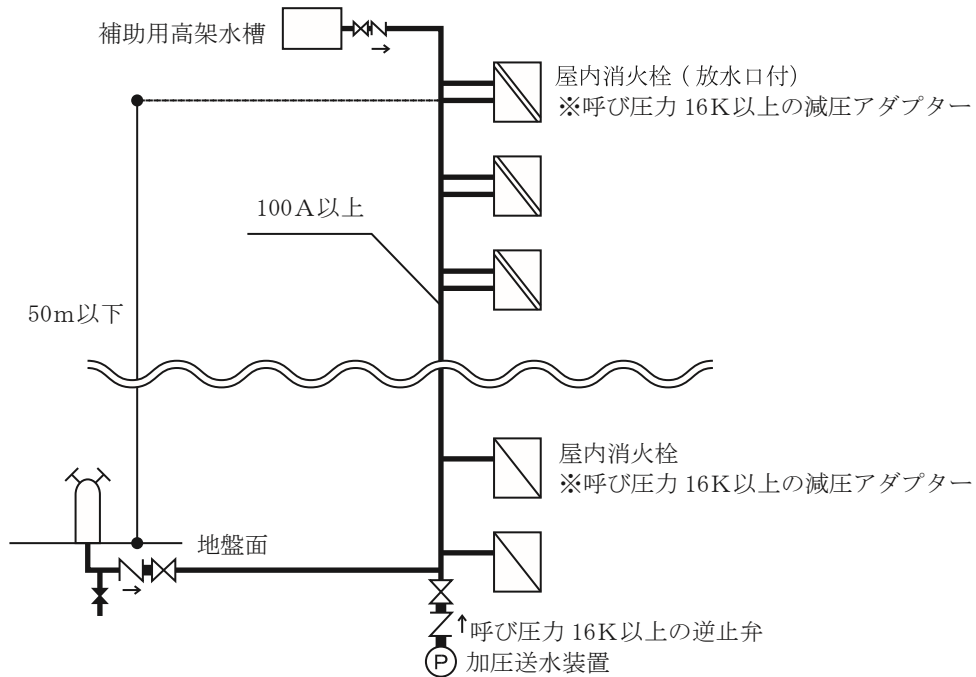 補助用高架水槽
屋内消火栓（放水口付）
※呼び圧力 16K以上の減圧アダプター
100A以上
50m以下
屋内消火栓
※呼び圧力 16K以上の減圧アダプター
地盤面
呼び圧力 16K以上の逆止弁
P 加圧送水装置